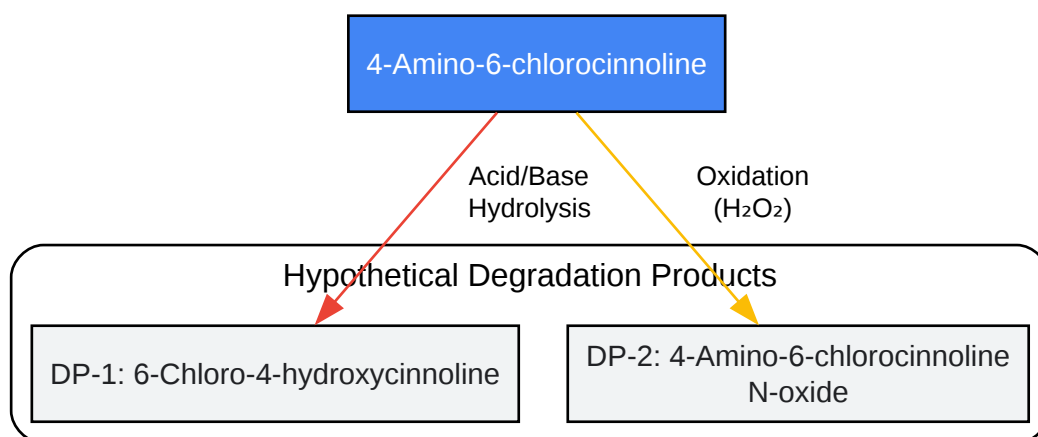 4-Amino-6-chlorocinnoline
Acid/Base
Hydrolysis
Oxidation
(H₂O₂)
Hypothetical Degradation Products
DP-1: 6-Chloro-4-hydroxycinnoline
DP-2: 4-Amino-6-chlorocinnoline
N-oxide